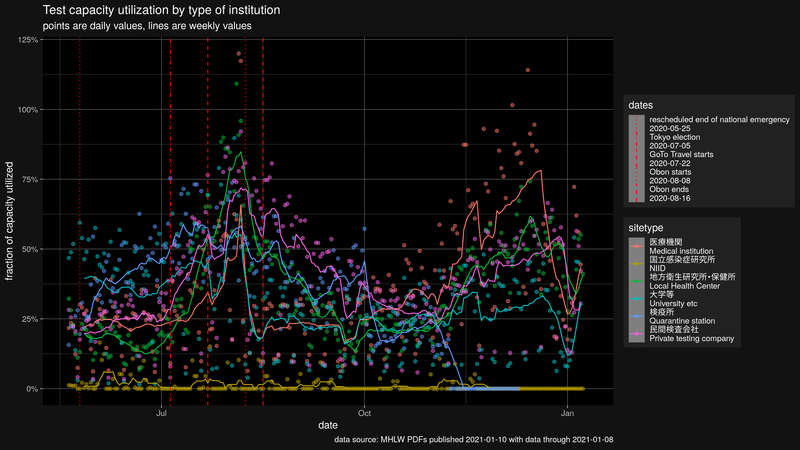 Test capacity utilization by type of institution
points are daily values, lines are weekly values
125%
100%
75%
50%
25%
0%
fraction of capacity utilized
Jul
Oct
Jan
date
data source: MHLW PDFs published 2021-01-10 with data through 2021-01-08
dates
rescheduled end of national emergency
2020-05-25
Tokyo election
2020-07-05
GoTo Travel starts
2020-07-22
Obon starts
2020-08-08
Obon ends
2020-08-16
sitetype
医療機関
Medical institution
国立感染症研究所
NIID
地方衛生研究所・保健所
Local Health Center
大学等
University etc
検疫所
Quarantine station
民間検査会社
Private testing company